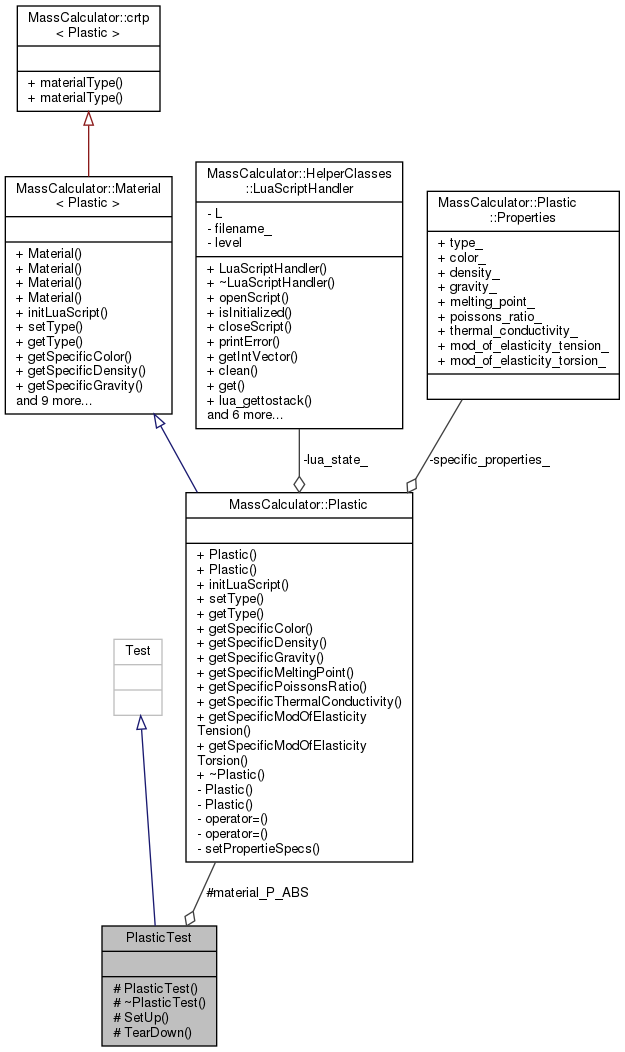 MassCalculator::crtp
< Plastic >
+ materialType()
+ materialType()
MassCalculator::Material
< Plastic >
+ Material()
+ Material()
+ Material()
+ Material()
+ initLuaScript()
+ setType()
+ getType()
+ getSpecificColor()
+ getSpecificDensity()
+ getSpecificGravity()
and 9 more...
MassCalculator::HelperClasses
::LuaScriptHandler
- L
- filename_
- level
+ LuaScriptHandler()
+ ~LuaScriptHandler()
+ openScript()
+ isInitialized()
+ closeScript()
+ printError()
+ getIntVector()
+ clean()
+ get()
+ lua_gettostack()
and 6 more...
MassCalculator::Plastic
::Properties
+ type_
+ color_
+ density_
+ gravity_
+ melting_point_
+ poissons_ratio_
+ thermal_conductivity_
+ mod_of_elasticity_tension_
+ mod_of_elasticity_torsion_
-lua_state_
-specific_properties_
MassCalculator::Plastic
+ Plastic()
+ Plastic()
+ initLuaScript()
+ setType()
+ getType()
+ getSpecificColor()
+ getSpecificDensity()
+ getSpecificGravity()
+ getSpecificMeltingPoint()
+ getSpecificPoissonsRatio()
+ getSpecificThermalConductivity()
+ getSpecificModOfElasticity
Tension()
+ getSpecificModOfElasticity
Torsion()
+ ~Plastic()
- Plastic()
- Plastic()
- operator=()
- operator=()
- setPropertieSpecs()
Test
#material_P_ABS
PlasticTest
# PlasticTest()
# ~PlasticTest()
# SetUp()
# TearDown()